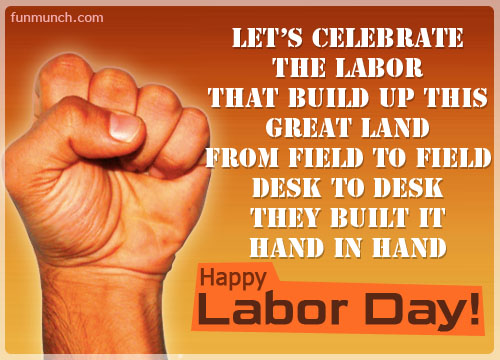 funmunch.com
LET'S CELEBRATE
THE LABOR
THAT BUILD UP THIS
GREAT LAND
FROM FIELD TO FIELD
DESK TO DESK
THEY BUILT IT
HAND IN HAND
Happy
Labor Day!